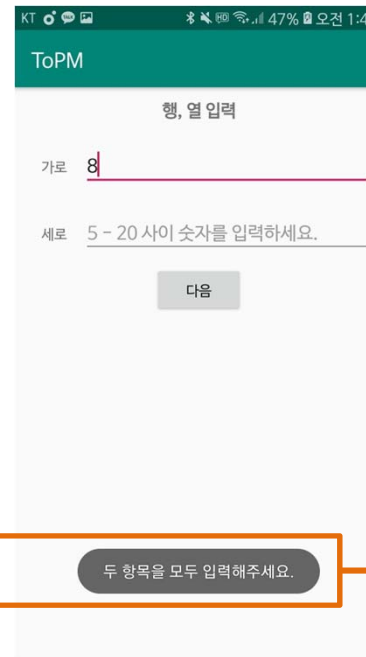 KT HD 47% 오전 1:4
ToPM
행, 열 입력
가로 8
세로 5 - 20 사이 숫자를 입력하세요.
다음
두 항목을 모두 입력해주세요.